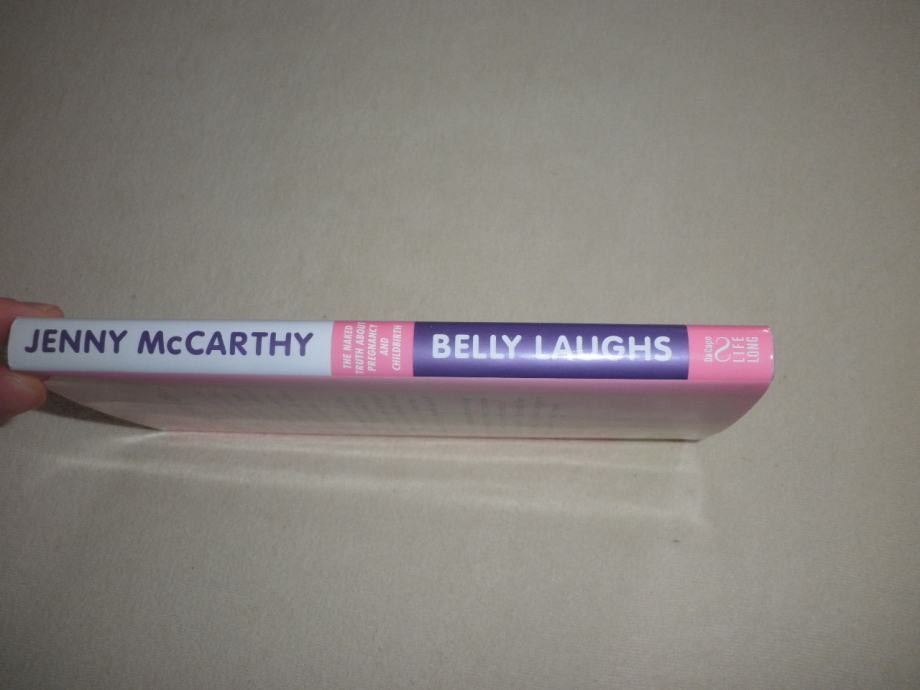 JENNY McCARTHY
THE NAKED
TRUTH ABOUT
PREGNANCY
AND
CHILDBIRTH
BELLY LAUGHS
Da Capo
LIFE
LONG